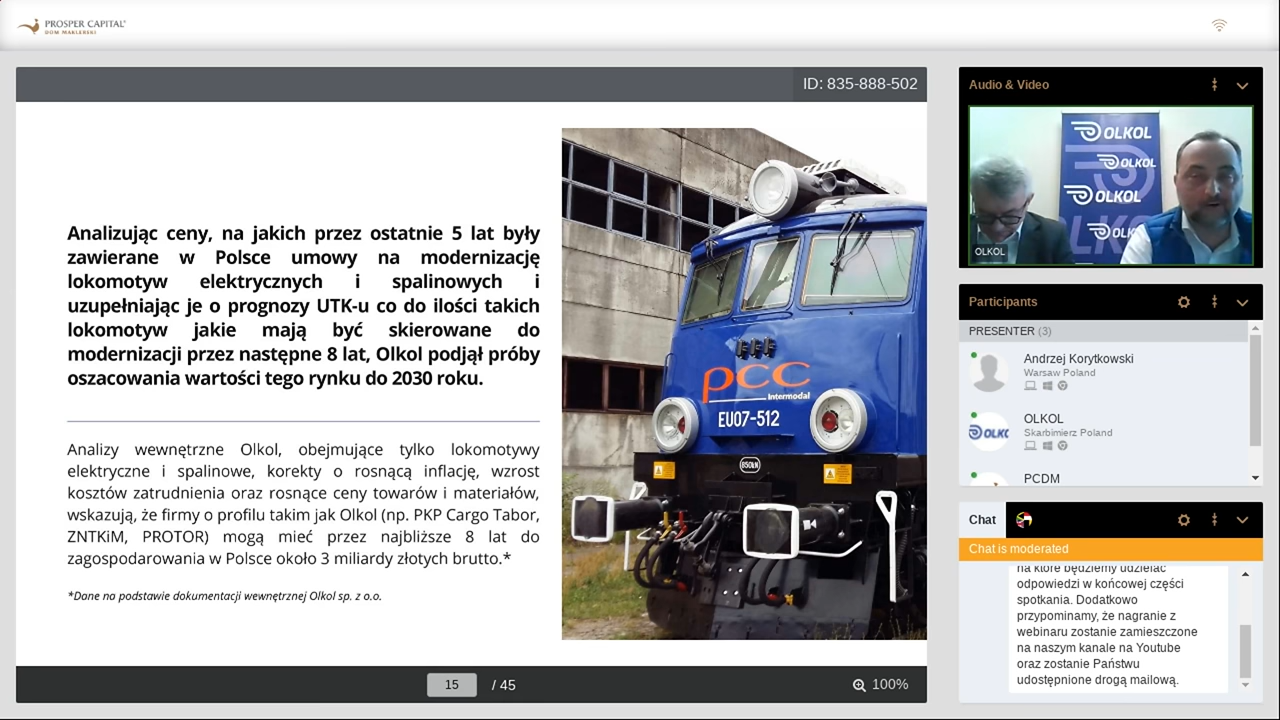 PROSPER CAPITAL
DOM MAKLERSKI
ID: 835-888-502
Analizując ceny, na jakich przez ostatnie 5 lat były
zawierane w Polsce umowy na modernizację
lokomotyw elektrycznych i spalinowych i
uzupełniając je o prognozy UTK-u co do ilości takich
lokomotyw jakie mają być skierowane do
modernizacji przez następne 8 lat, Olkol podjął próby
oszacowania wartości tego rynku do 2030 roku.
Analizy wewnętrzne Olkol, obejmujące tylko lokomotywy
elektryczne i spalinowe, korekty o rosnącą inflację, wzrost
kosztów zatrudnienia oraz rosnące ceny towarów i materiałów,
wskazują, że firmy o profilu takim jak Olkol (np. PKP Cargo Tabor,
ZNTKiM, PROTOR) mogą mieć przez najbliższe 8 lat do
zagospodarowania w Polsce około 3 miliardy złotych brutto.*
*Dane na podstawie dokumentacji wewnętrznej Olkol sp. z o.o.
pcc
intermodal
EU07-512
850kN
15 / 45
100%
Audio & Video
OLKOL
OLKOL
OLKOL
OLKOL
OLKOL
Participants
PRESENTER (3)
Andrzej Korytkowski
Warsaw Poland
OLKOL
OLKOL
Skarbimierz Poland
PCDM
Chat
Chat is moderated
na które będziemy udzielać
odpowiedzi w końcowej części
spotkania. Dodatkowo
przypominamy, że nagranie z
webinaru zostanie zamieszczone
na naszym kanale na Youtube
oraz zostanie Państwu
udostępnione drogą mailową.